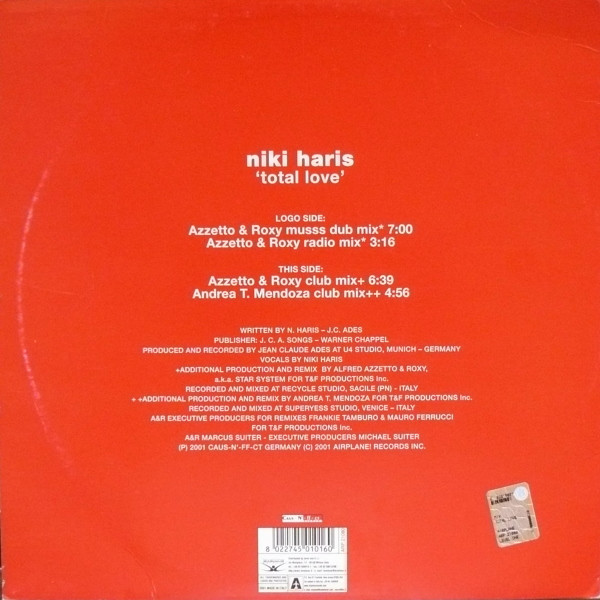 niki haris
‘total love’
LOGO SIDE:
Azzetto & Roxy musss dub mix* 7:00
Azzetto & Roxy radio mix* 3:16
THIS SIDE:
Azzetto & Roxy club mix+ 6:39
Andrea T. Mendoza club mix++ 4:56
WRITTEN BY N. HARIS – J.C. ADES
PUBLISHER: J. C. A. SONGS – WARNER CHAPPEL
PRODUCED AND RECORDED BY JEAN CLAUDE ADES AT U4 STUDIO, MUNICH – GERMANY
VOCALS BY NIKI HARIS
+ADDITIONAL PRODUCTION AND REMIX BY ALFRED AZZETTO & ROXY,
a.k.a. STAR SYSTEM FOR T&F PRODUCTIONS Inc.
RECORDED AND MIXED AT RECYCLE STUDIO, SACILE (PN) - ITALY
+ +ADDITIONAL PRODUCTION AND REMIX BY ANDREA T. MENDOZA FOR T&F PRODUCTIONS Inc.
RECORDED AND MIXED AT SUPERYESS STUDIO, VENICE – ITALY
A&R EXECUTIVE PRODUCERS FOR REMIXES FRANKIE TAMBURO & MAURO FERRUCCI
FOR T&F PRODUCTIONS Inc.
A&R MARCUS SUITER - EXECUTIVE PRODUCERS MICHAEL SUITER
(P) 2001 CAUS-N'-FF-CT GERMANY (C) 2001 AIRPLANE! RECORDS INC.
8 022745 010160